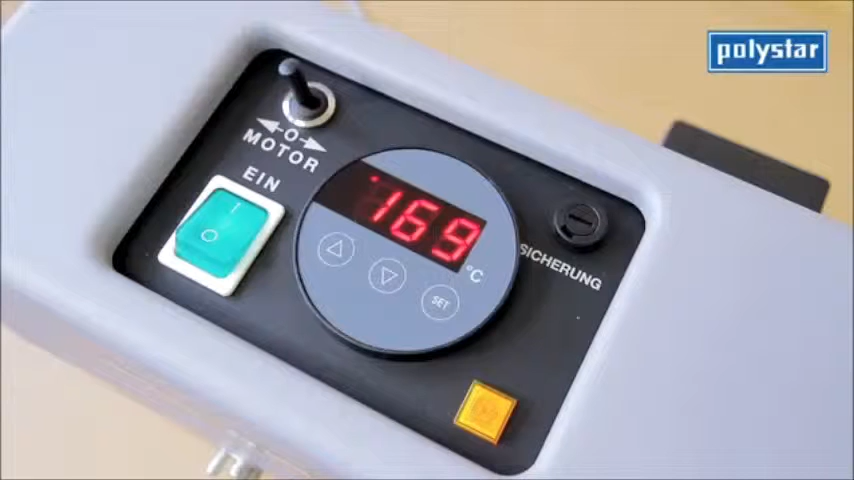 polystar
O
MOTOR
EIN
I
O
169
°C
SET
SICHERUNG